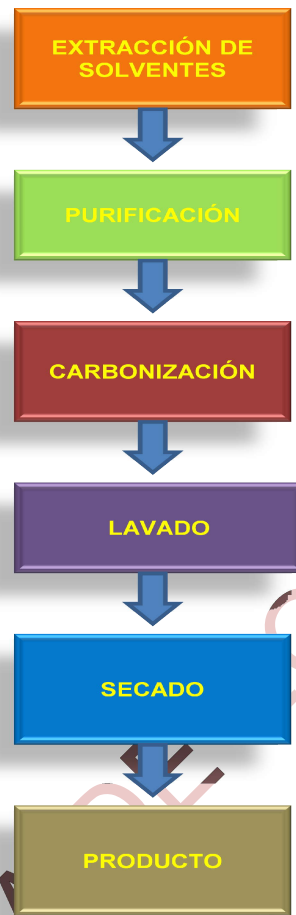 EXTRACCIÓN DE
SOLVENTES
PURIFICACIÓN
CARBONIZACIÓN
LAVADO
SECADO
PRODUCTO